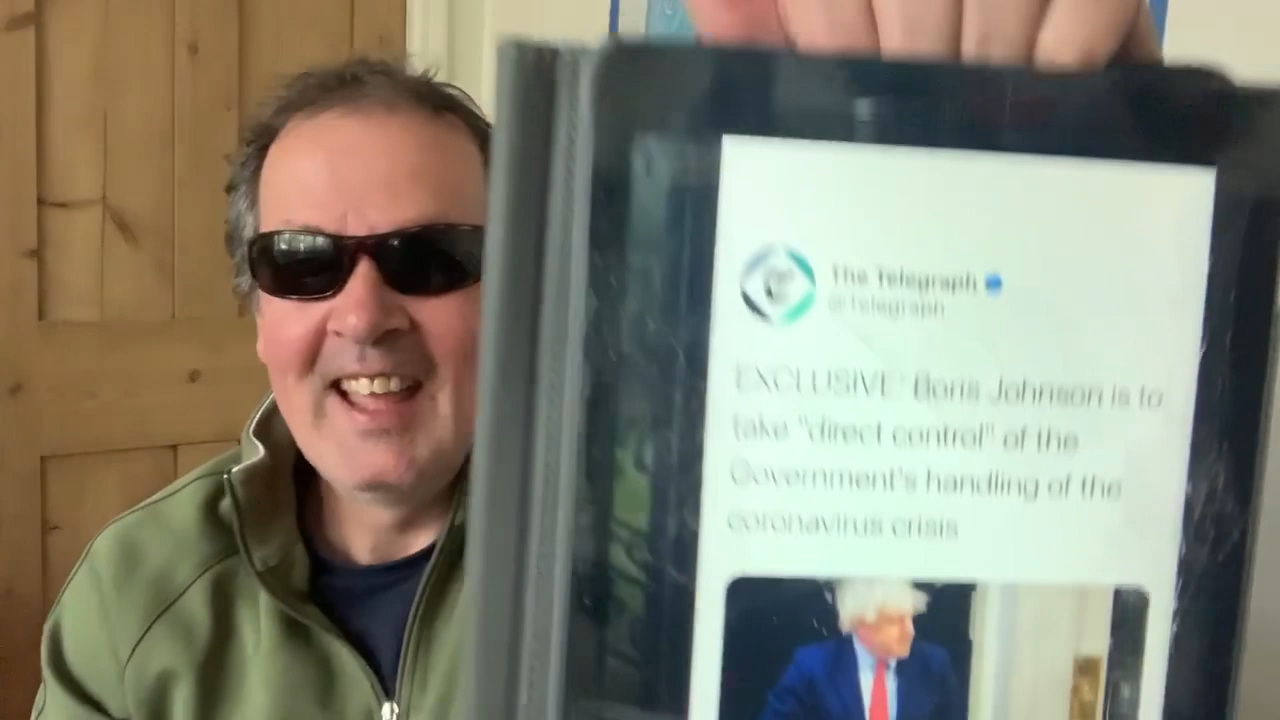 The Telegraph
@Telegraph
EXCLUSIVE: Boris Johnson is to
take "direct control" of the
Government's handling of the
coronavirus crisis